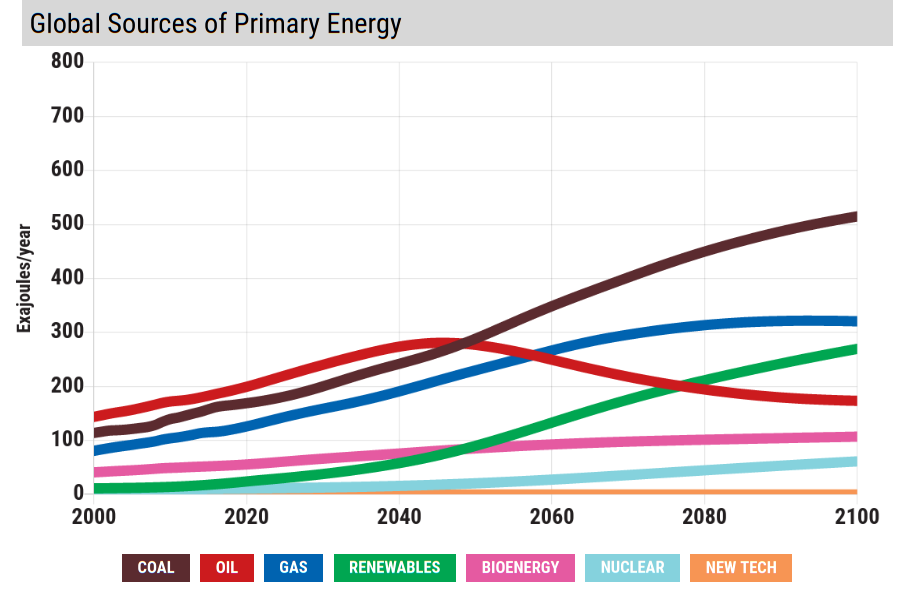 Global Sources of Primary Energy
800
700
600
500
400
300
200
100
0
Exajoules/year
2000 2020 2040 2060 2080 2100
COAL OIL GAS RENEWABLES BIOENERGY NUCLEAR NEW TECH